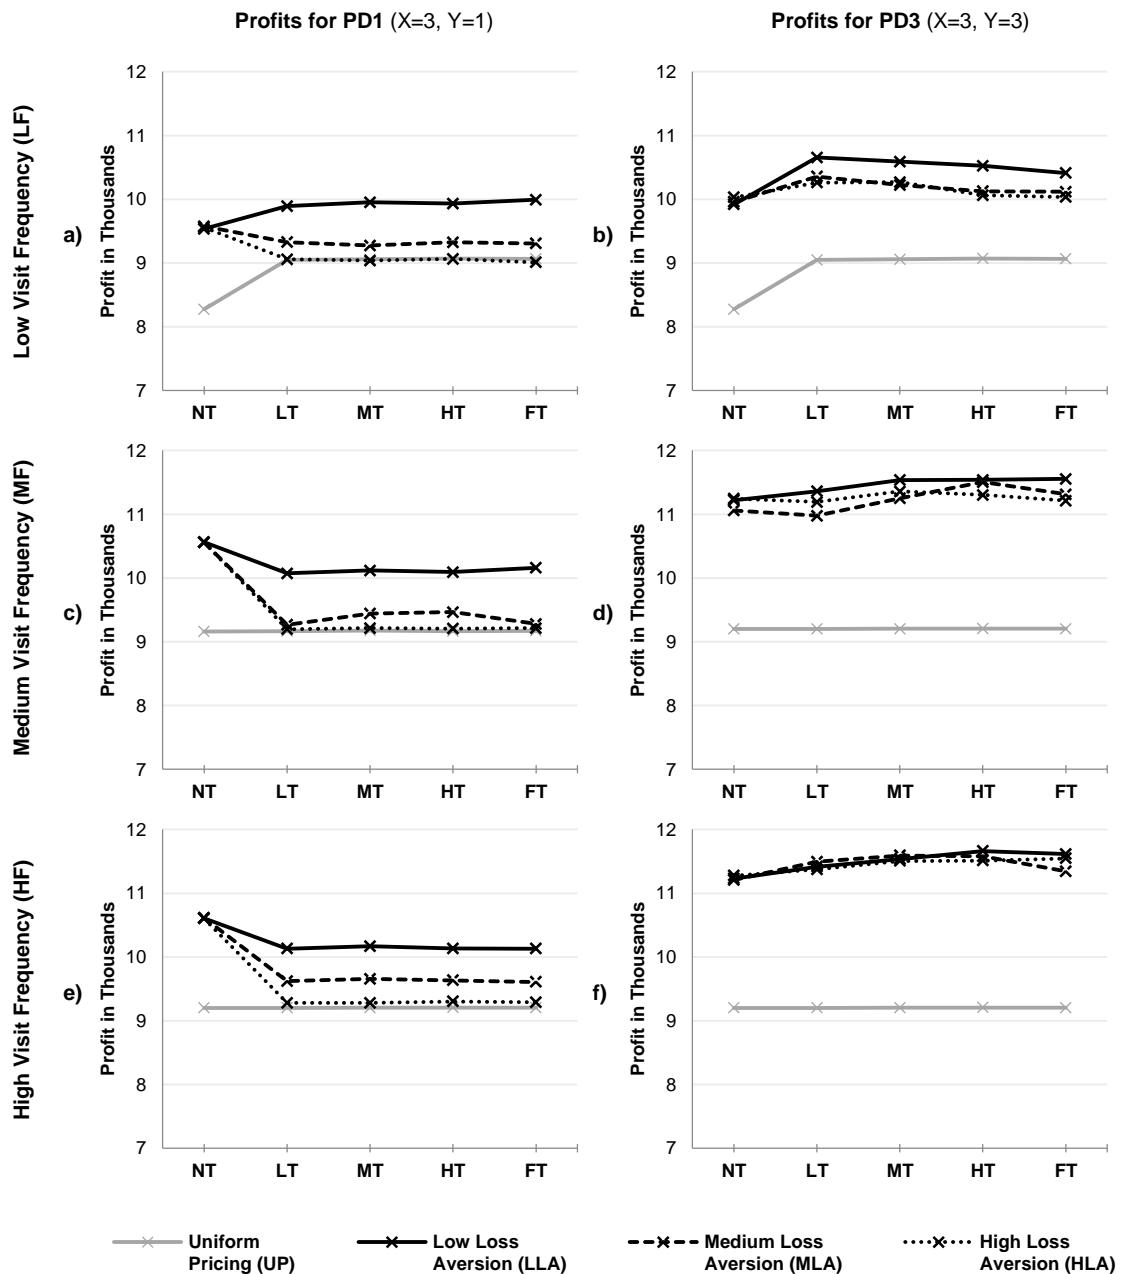 Profits for PD1 (X=3, Y=1)
Profits for PD3 (X=3, Y=3)
Low Visit Frequency (LF)
a)
Profit in Thousands
12
11
10
9
8
7
NT LT MT HT FT
b)
Profit in Thousands
12
11
10
9
8
7
NT LT MT HT FT
Medium Visit Frequency (MF)
c)
Profit in Thousands
12
11
10
9
8
7
NT LT MT HT FT
d)
Profit in Thousands
12
11
10
9
8
7
NT LT MT HT FT
High Visit Frequency (HF)
e)
Profit in Thousands
12
11
10
9
8
7
NT LT MT HT FT
f)
Profit in Thousands
12
11
10
9
8
7
NT LT MT HT FT
Uniform
Pricing (UP)
Low Loss
Aversion (LLA)
Medium Loss
Aversion (MLA)
High Loss
Aversion (HLA)